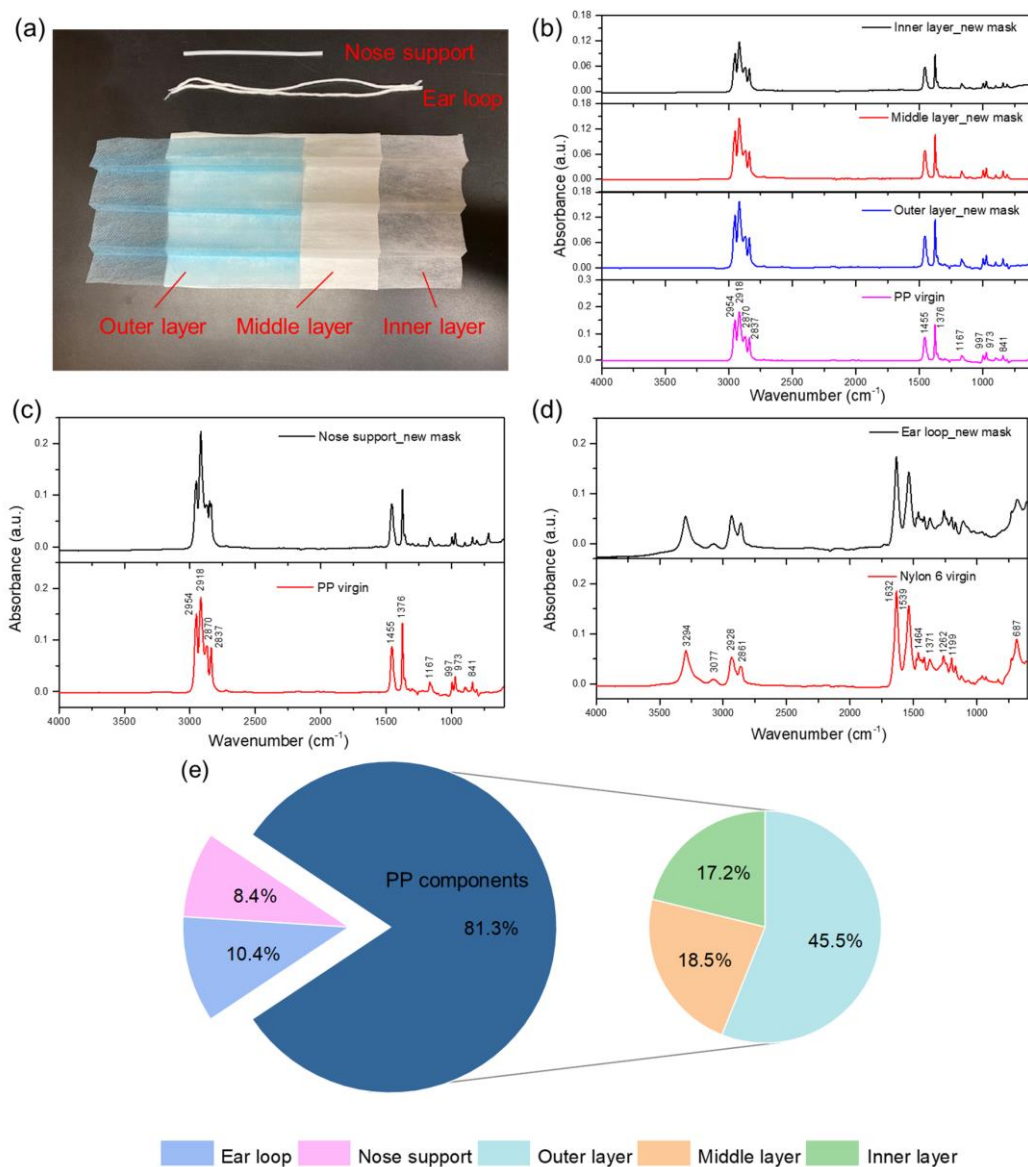 (a)
Nose support
Ear loop
Outer layer
Middle layer
Inner layer
(b)
Inner layer_new mask
Middle layer_new mask
Outer layer_new mask
PP virgin
Absorbance (a.u.)
0.18
0.12
0.06
0.00
0.18
0.12
0.06
0.00
0.18
0.12
0.06
0.00
0.3
0.2
0.1
0.0
2954
2918
2870
2837
1455
1376
1167
997
973
841
4000 3500 3000 2500 2000 1500 1000
Wavenumber (cm-1)
(c)
Nose support_new mask
PP virgin
Absorbance (a.u.)
0.2
0.1
0.0
0.2
0.1
0.0
2954
2918
2870
2837
1455
1376
1167
997
973
841
4000 3500 3000 2500 2000 1500 1000
Wavenumber (cm-1)
(d)
Ear loop_new mask
Nylon 6 virgin
Absorbance (a.u.)
0.2
0.1
0.0
0.2
0.1
0.0
3294
3077
2928
2861
1632
1539
1464
1371
1262
1199
687
4000 3500 3000 2500 2000 1500 1000
Wavenumber (cm-1)
(e)
PP components
81.3%
8.4%
10.4%
17.2%
18.5%
45.5%
Ear loop
Nose support
Outer layer
Middle layer
Inner layer